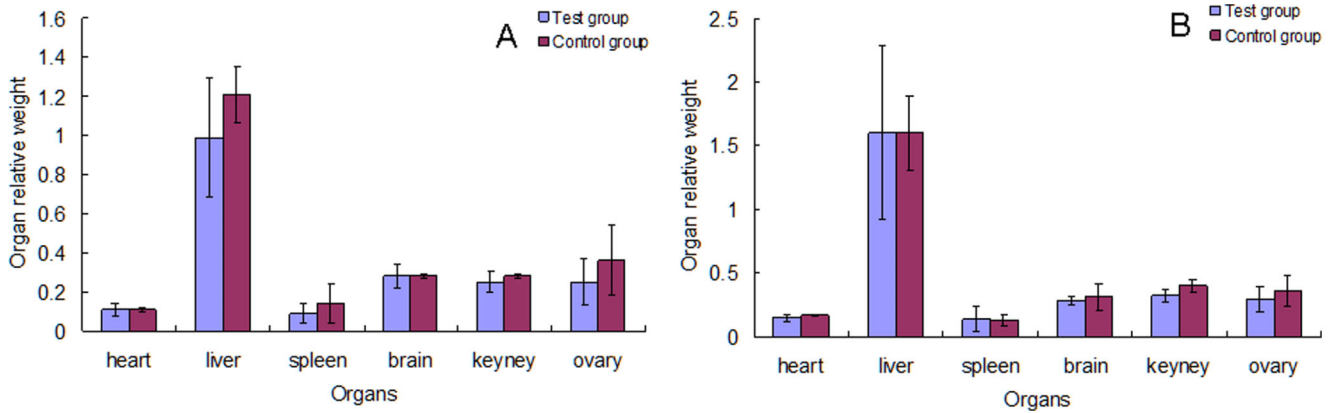 A
Test group
Control group
Organ relative weight
1.6
1.4
1.2
1
0.8
0.6
0.4
0.2
0
heart liver spleen brain keyney ovary
Organs
B
Test group
Control group
Organ relative weight
2.5
2
1.5
1
0.5
0
heart liver spleen brain keyney ovary
Organs